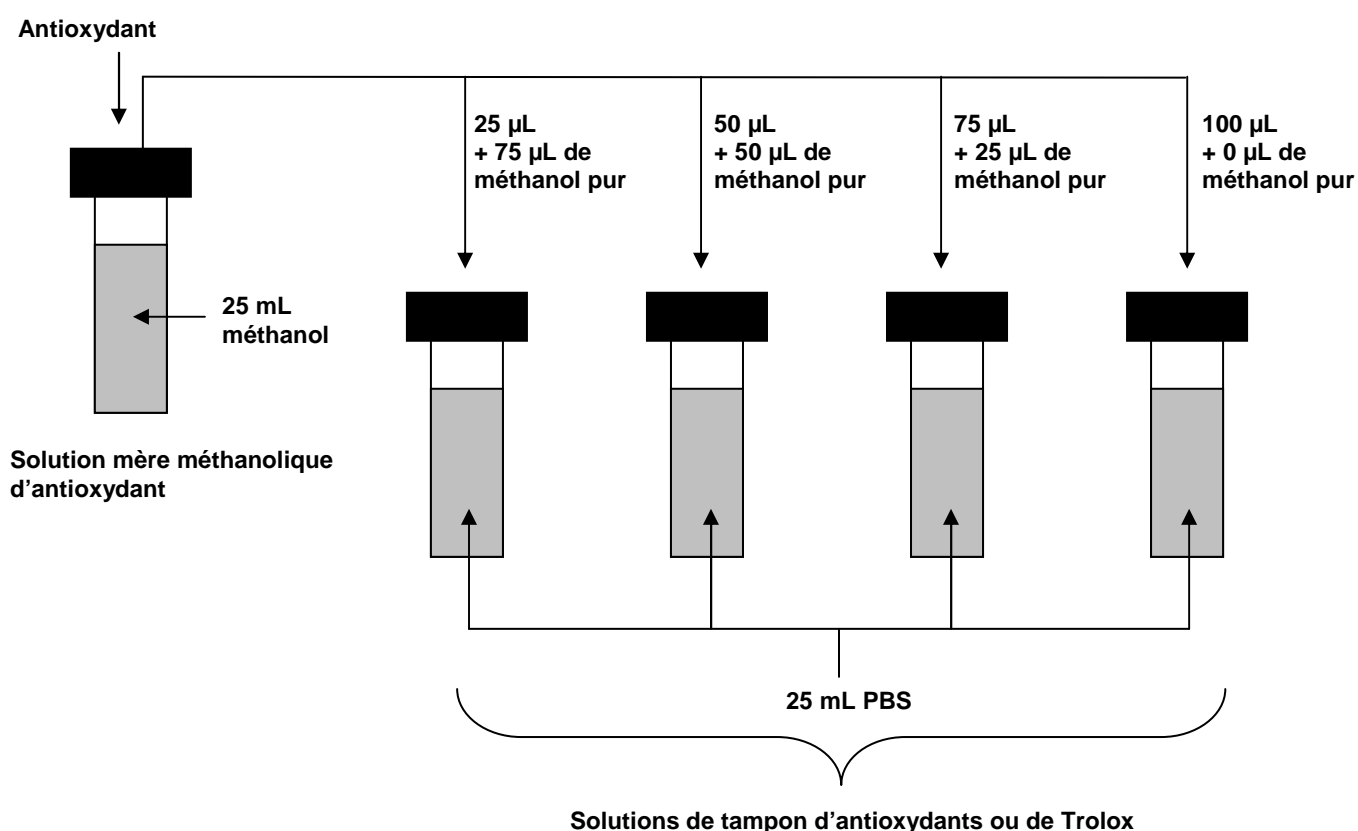 Antioxydant
25 µL
+ 75 µL de
méthanol pur
50 µL
+ 50 µL de
méthanol pur
75 µL
+ 25 µL de
méthanol pur
100 µL
+ 0 µL de
méthanol pur
25 mL
méthanol
Solution mère méthanolique
d’antioxydant
25 mL PBS
Solutions de tampon d’antioxydants ou de Trolox